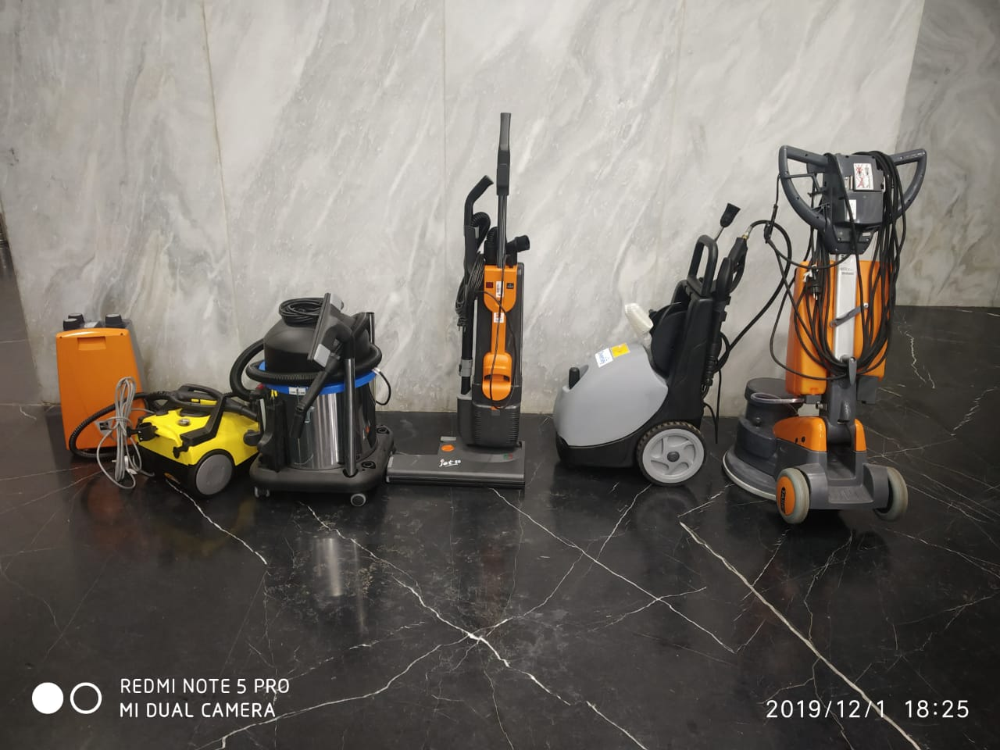 REDMI NOTE 5 PRO
MI DUAL CAMERA
2019/12/1 18:25